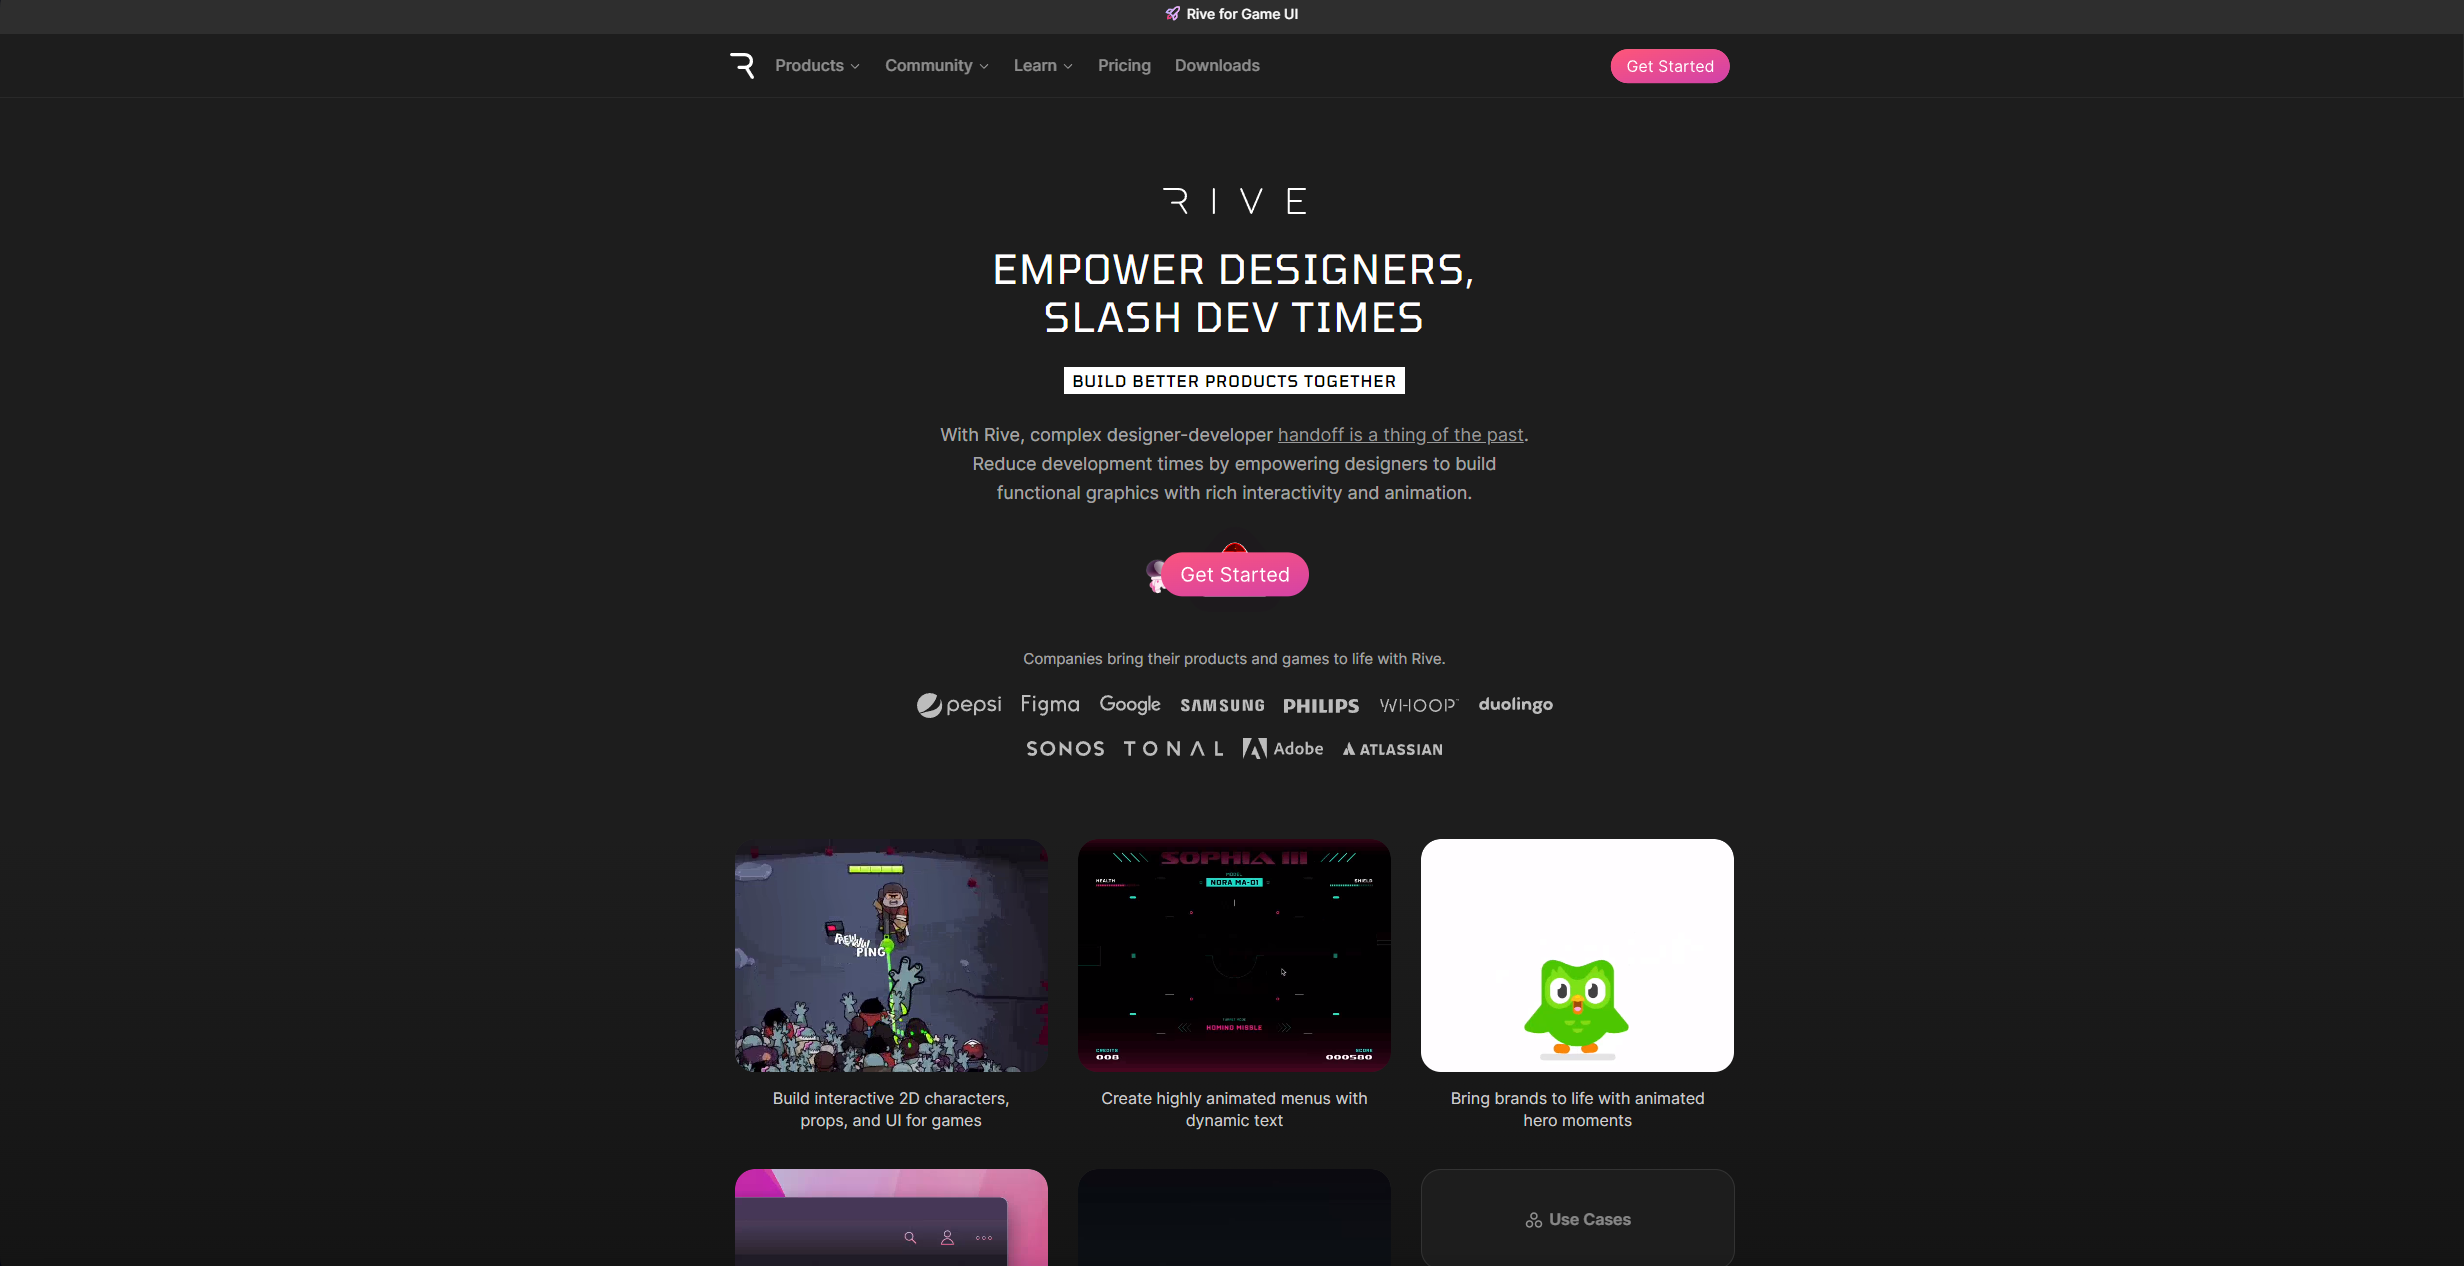 Rive for Game UI
Products
Community
Learn
Pricing
Downloads
Get Started
RIVE
EMPOWER DESIGNERS,
SLASH DEV TIMES
BUILD BETTER PRODUCTS TOGETHER
With Rive, complex designer-developer handoff is a thing of the past.
Reduce development times by empowering designers to build
functional graphics with rich interactivity and animation.
Get Started
Companies bring their products and games to life with Rive.
pepsi Figma Google SAMSUNG PHILIPS WHOOP duolingo
SONOS TONAL Adobe ATLASSIAN
PING
SOPHIA III
HEALTH
MODEL
NORA MA-01
SHIELD
HOMING MISSLE
CREDITS
008
SCORE
000580
Build interactive 2D characters,
props, and UI for games
Create highly animated menus with
dynamic text
Bring brands to life with animated
hero moments
Use Cases